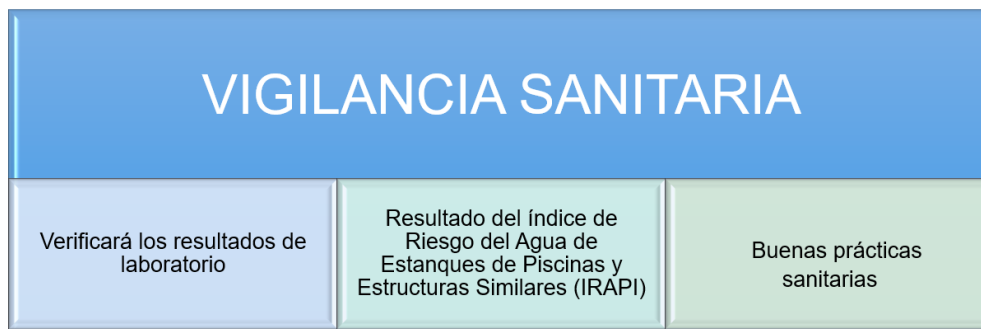 VIGILANCIA SANITARIA
Verificará los resultados de
laboratorio
Resultado del índice de
Riesgo del Agua de
Estanques de Piscinas y
Estructuras Similares (IRAPI)
Buenas prácticas
sanitarias